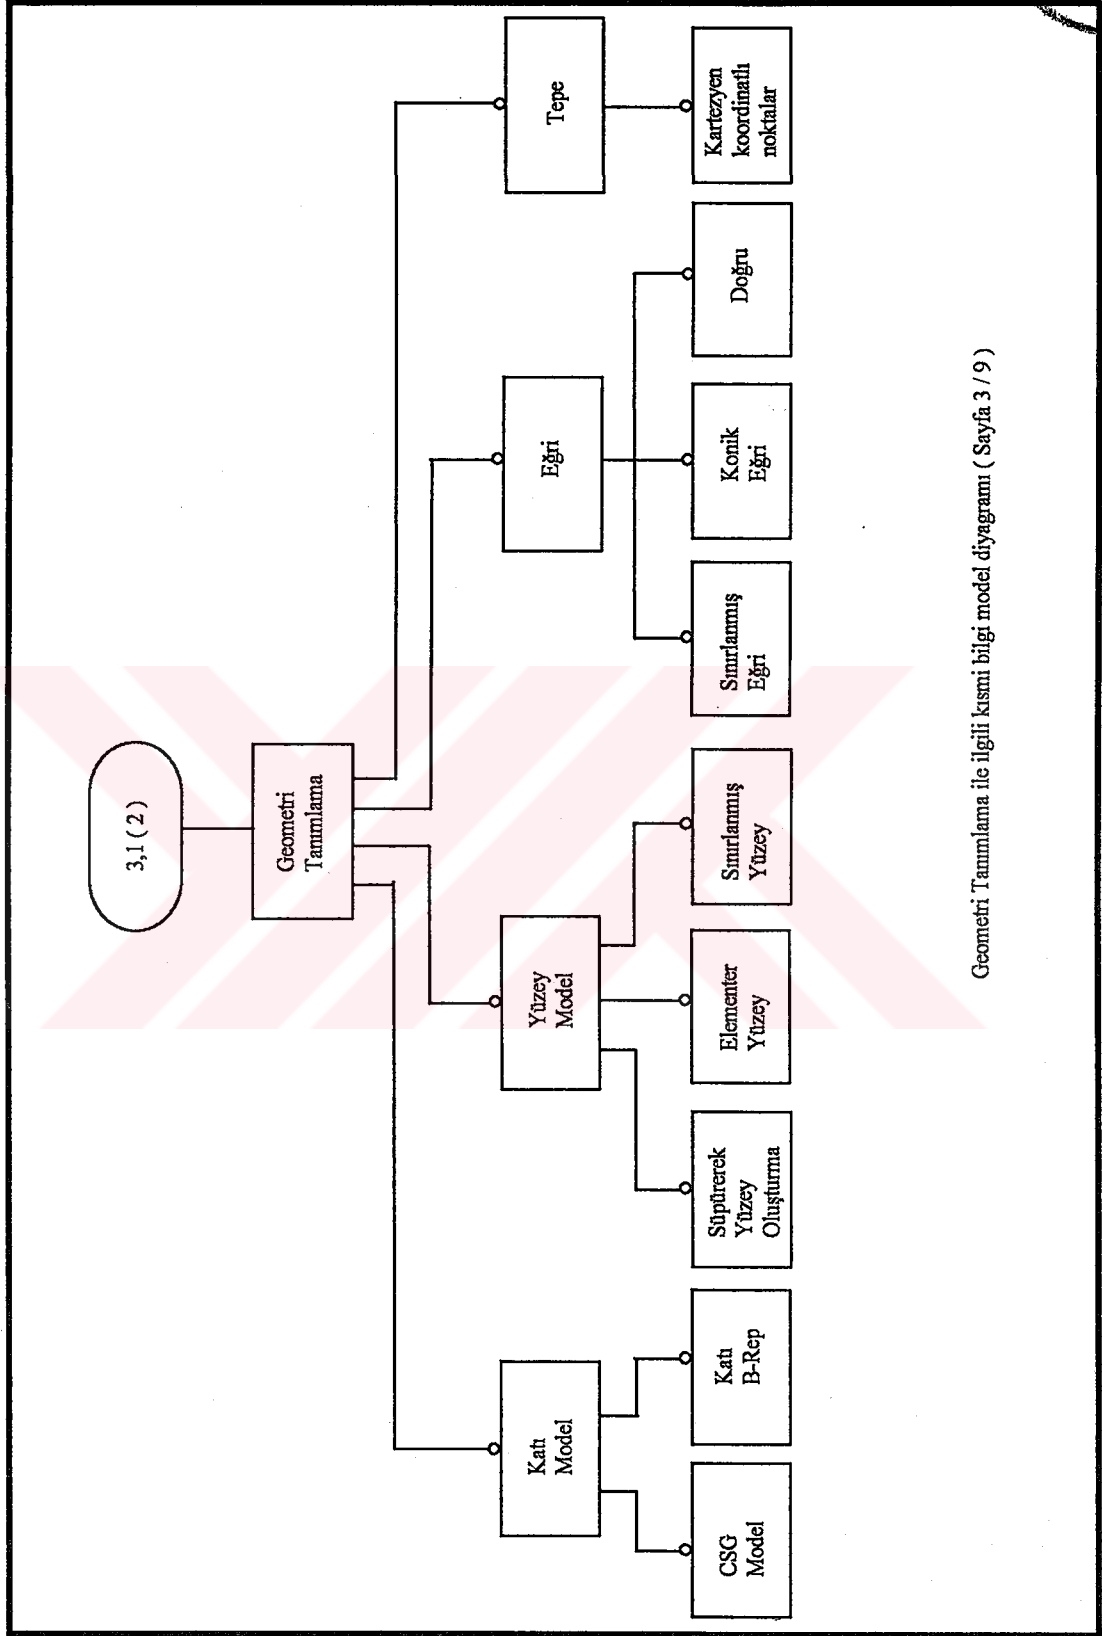 3,1 ( 2 )
Geometri
Tanımlama
Katı
Model
Yüzey
Model
Eğri
Tepe
CSG
Model
Katı
B-Rep
Süpürerek
Yüzey
Oluşturma
Elementer
Yüzey
Sınırlanmış
Yüzey
Sınırlanmış
Eğri
Konik
Eğri
Doğru
Kartezyen
koordinatlı
noktalar
Geometri Tanımlama ile ilgili kısmi bilgi model diyagramı ( Sayfa 3 / 9 )